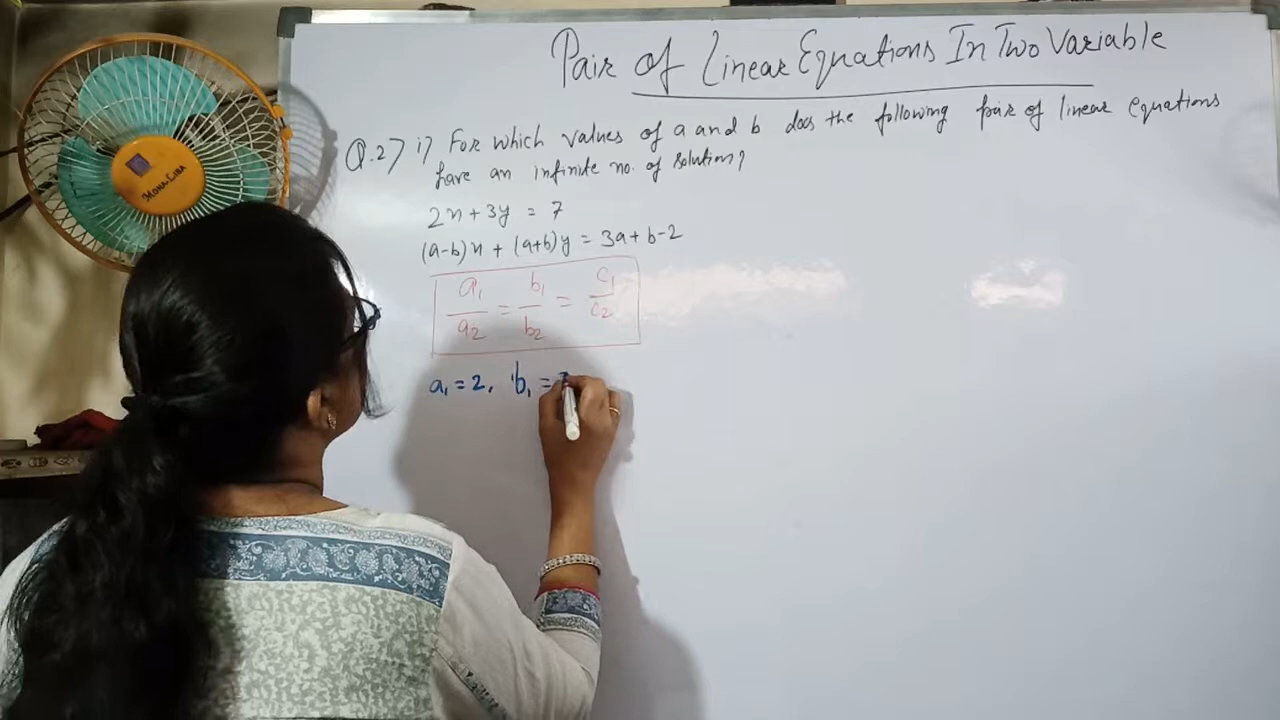 Pair of Linear Equations In Two Variable
Q.2) i) For which values of a and b does the following pair of linear equations
have an infinite no. of solution?
2x + 3y = 7
(a-b)x + (a+b)y = 3a+b-2
a₁/a₂ = b₁/b₂ = c₁/c₂
a₁ = 2, b₁ =
MONALISA